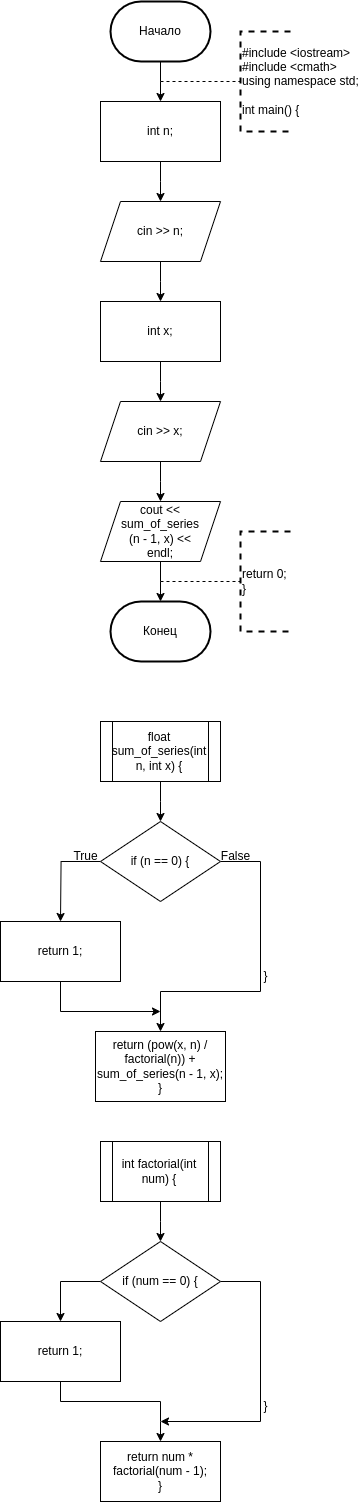 Начало
#include <iostream>
#include <cmath>
using namespace std;
int main() {
int n;
cin >> n;
int x;
cin >> x;
cout <<
sum_of_series
(n - 1, x) <<
endl;
return 0;
}
Конец
float
sum_of_series(int
n, int x) {
if (n == 0) {
True
False
return 1;
}
return (pow(x, n) /
factorial(n)) +
sum_of_series(n - 1, x);
}
int factorial(int
num) {
if (num == 0) {
return 1;
}
return num *
factorial(num - 1);
}